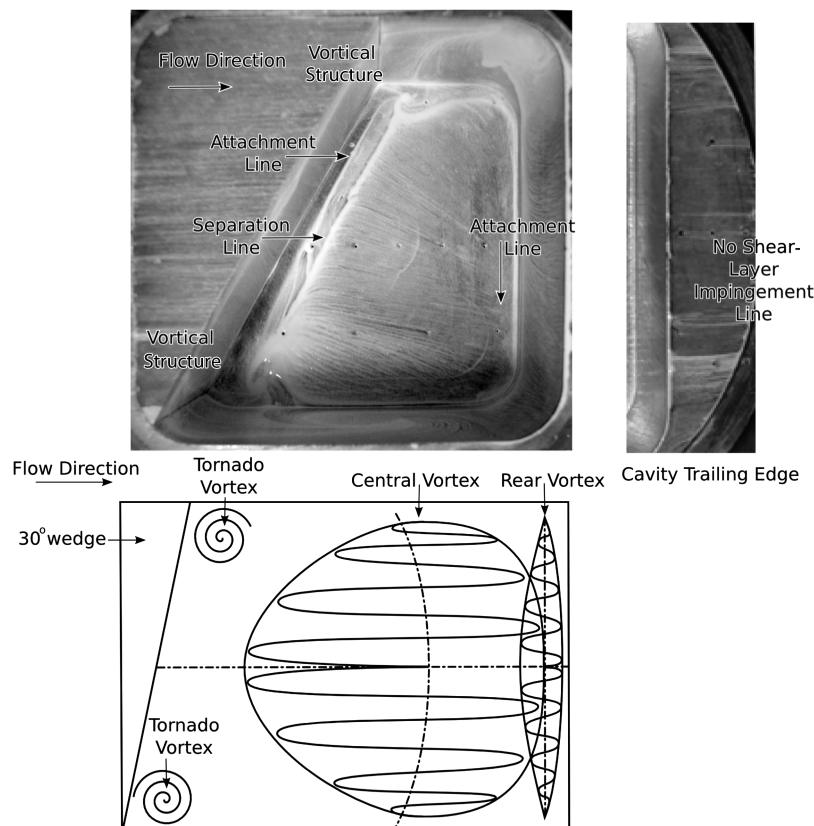 Flow Direction
Vortical
Structure
Attachment
Line
Separation
Line
Attachment
Line
Vortical
Structure
No Shear-
Layer
Impingement
Line
Cavity Trailing Edge
Flow Direction
Tornado
Vortex
Central Vortex
Rear Vortex
30° wedge
Tornado
Vortex